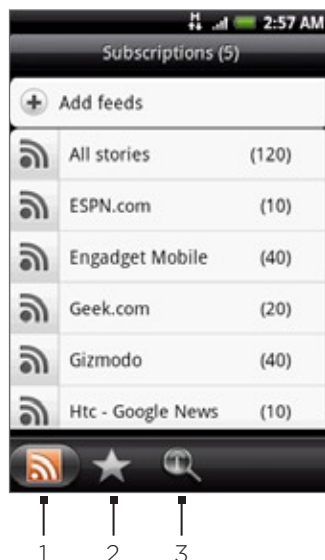 H 2:57 AM
Subscriptions (5)
Add feeds
All stories (120)
ESPN.com (10)
Engadget Mobile (40)
Geek.com (20)
Gizmodo (40)
Htc - Google News (10)
1 2 3